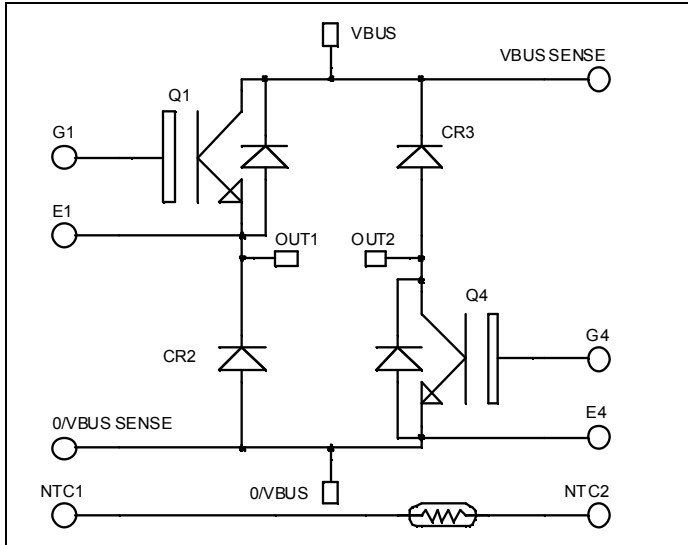 VBUS
VBUS SENSE
Q1
G1
CR3
E1
OUT1
OUT2
Q4
G4
CR2
E4
0/VBUS SENSE
NTC1
0/VBUS
NTC2